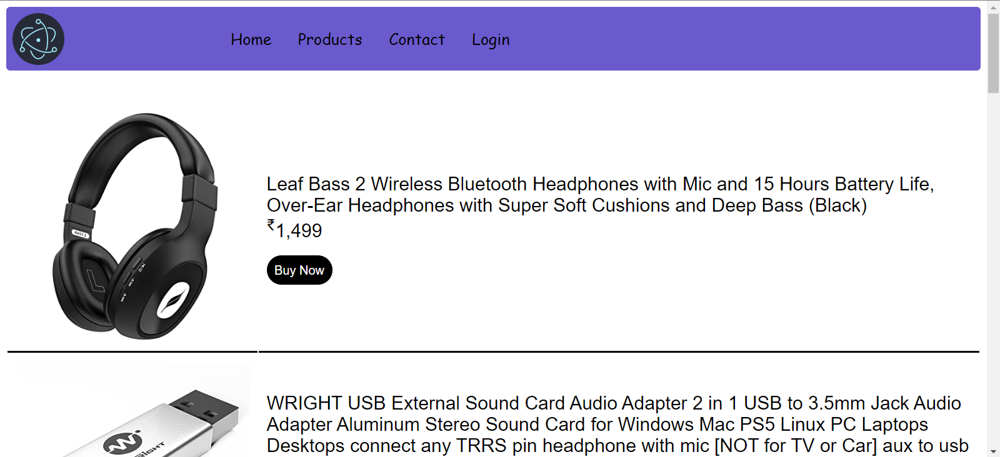 Home Products Contact Login
Leaf Bass 2 Wireless Bluetooth Headphones with Mic and 15 Hours Battery Life,
Over-Ear Headphones with Super Soft Cushions and Deep Bass (Black)
₹1,499
BASS 2
Buy Now
WRIGHT USB External Sound Card Audio Adapter 2 in 1 USB to 3.5mm Jack Audio
Adapter Aluminum Stereo Sound Card for Windows Mac PS5 Linux PC Laptops
Desktops connect any TRRS pin headphone with mic [NOT for TV or Car] aux to usb